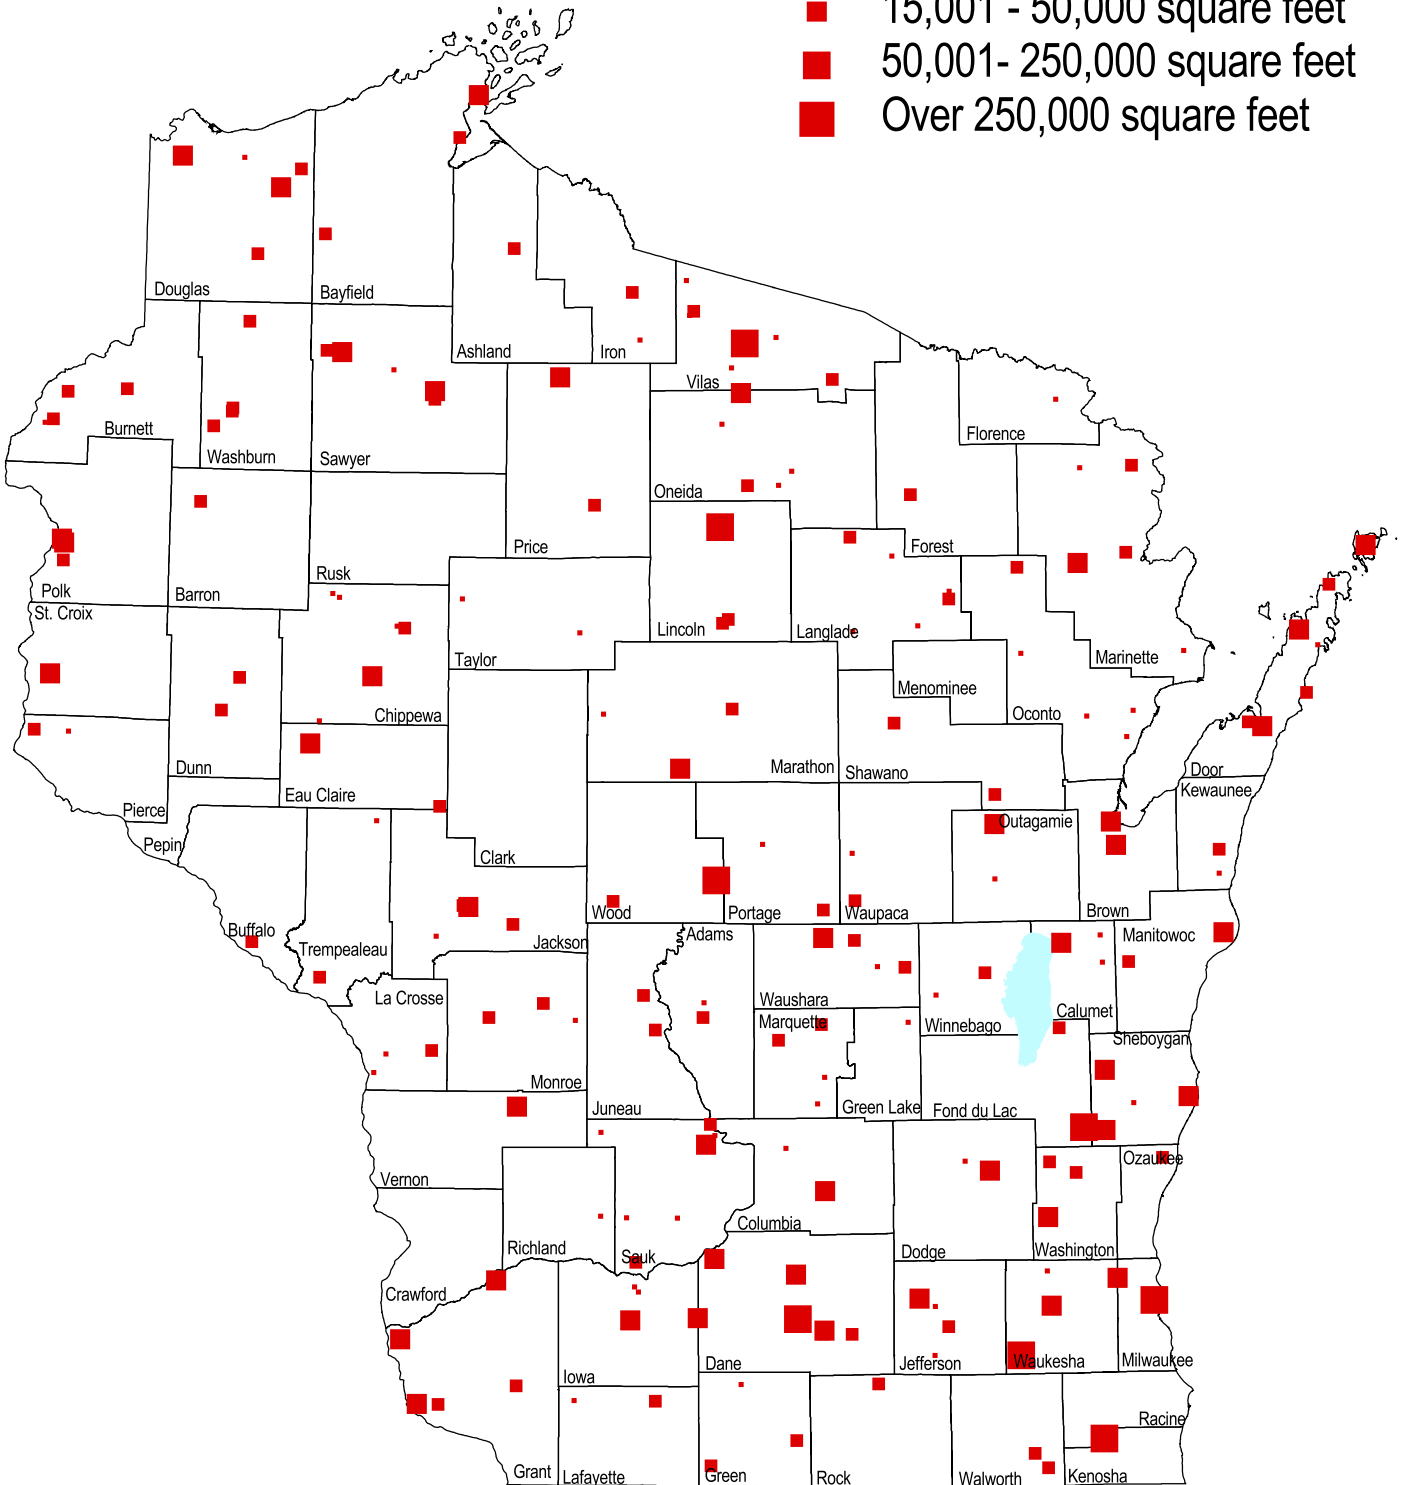 15,001 - 50,000 square feet
50,001- 250,000 square feet
Over 250,000 square feet
Douglas
Bayfield
Ashland
Iron
Vilas
Burnett
Washburn
Sawyer
Florence
Oneida
Price
Forest
Rusk
Polk
Barron
St. Croix
Lincoln
Langlade
Taylor
Marinette
Menominee
Chippewa
Oconto
Dunn
Marathon
Shawano
Door
Eau Claire
Kewaunee
Pierce
Outagamie
Pepin
Clark
Wood
Portage
Waupaca
Brown
Buffalo
Adams
Manitowoc
Trempealeau
Jackson
La Crosse
Waushara
Calumet
Marquette
Winnebago
Sheboygan
Monroe
Juneau
Green Lake
Fond du Lac
Ozaukee
Vernon
Columbia
Richland
Sauk
Dodge
Washington
Crawford
Dane
Jefferson
Waukesha
Milwaukee
Iowa
Racine
Grant
Lafayette
Green
Rock
Walworth
Kenosha